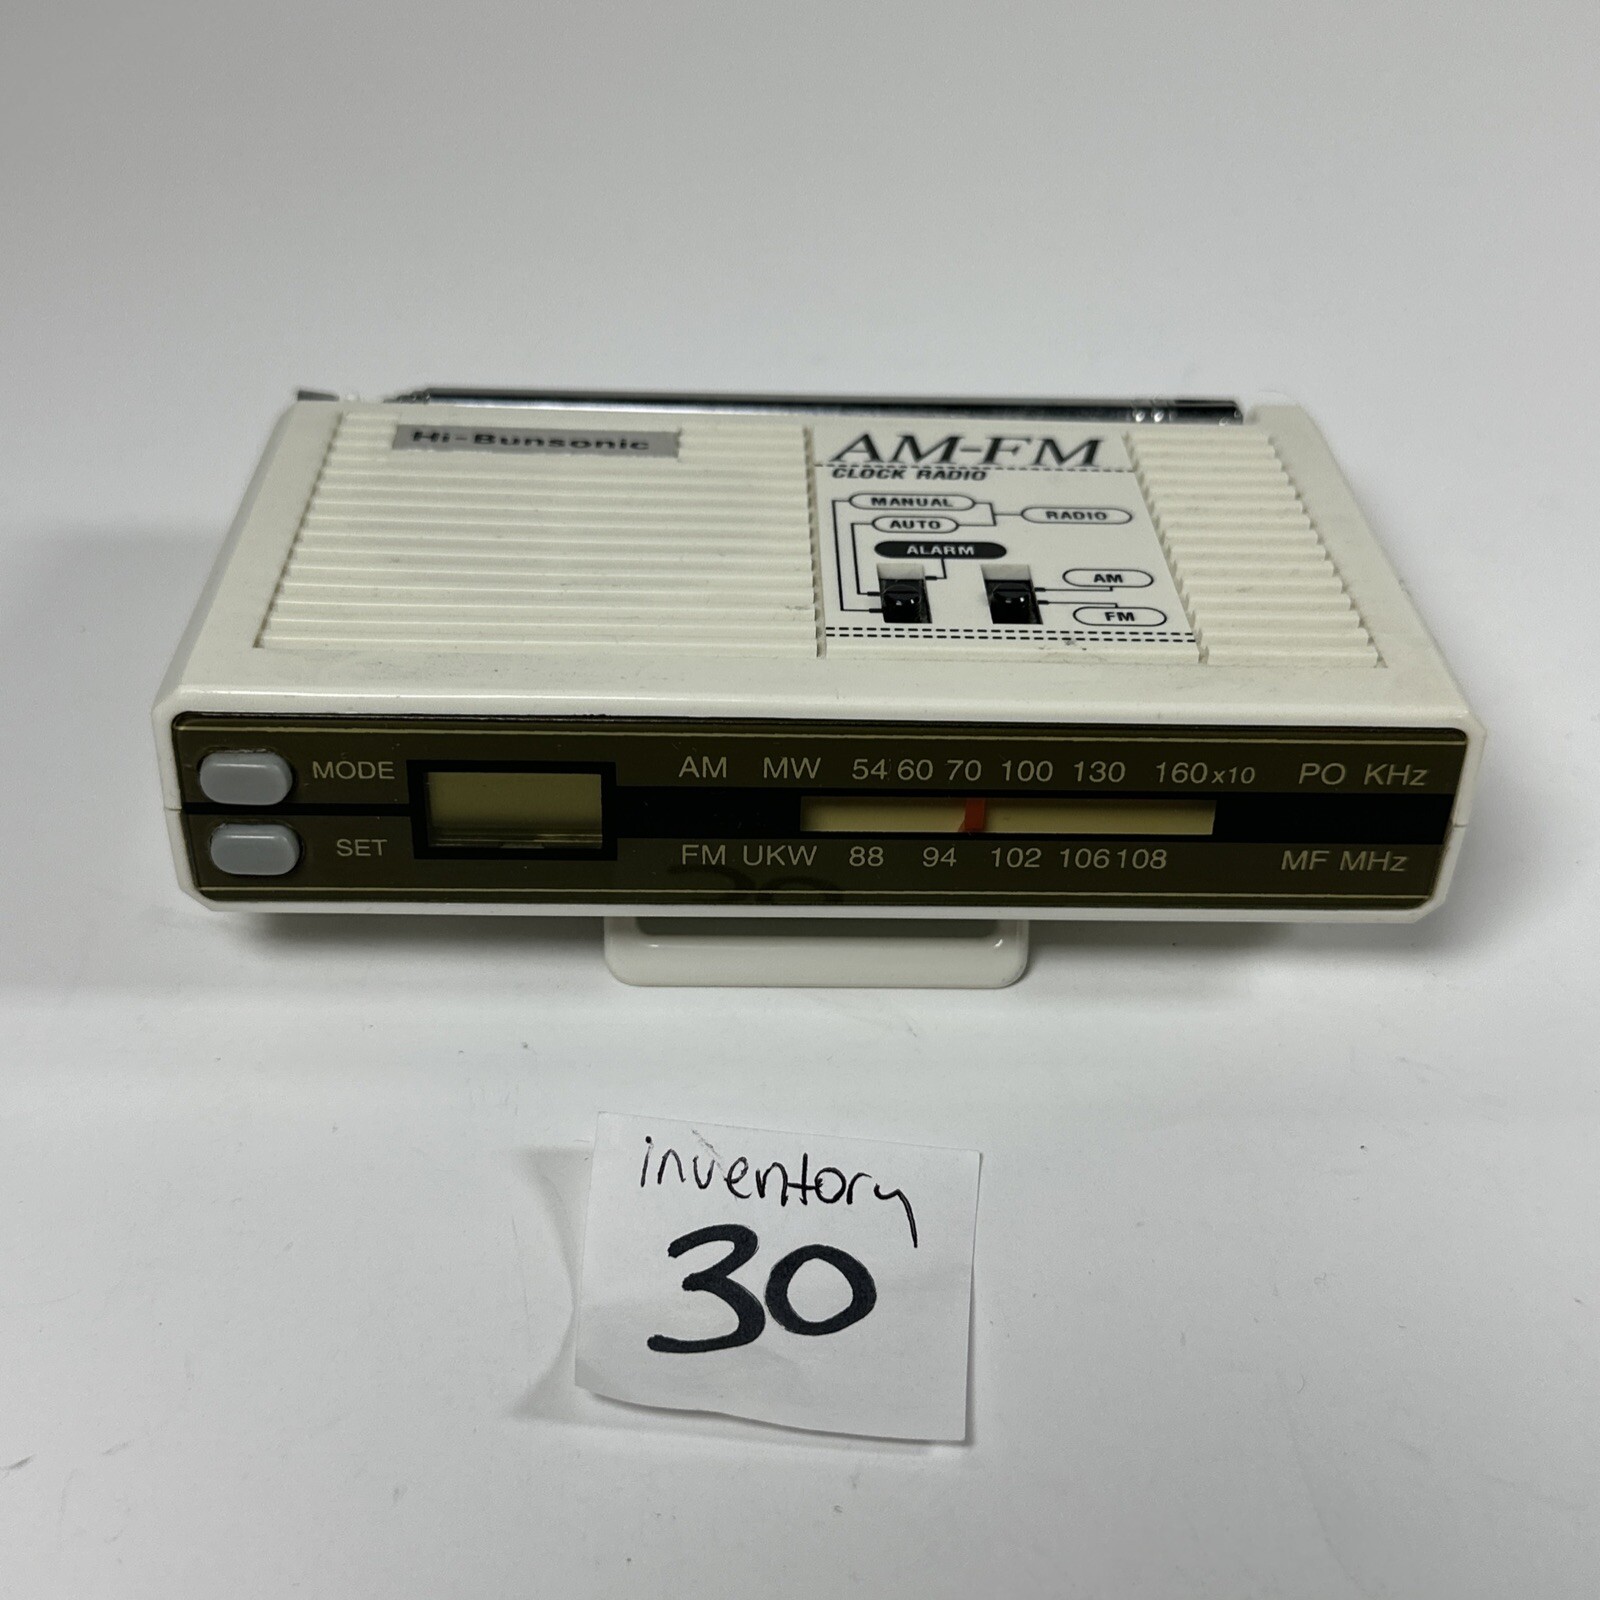 Hi-Bunsonic
AM-FM
CLOCK RADIO
MANUAL
RADIO
AUTO
ALARM
AM
FM
MODE
AM MW 54 60 70 100 130 160x10 PO KHz
SET
FM UKW 88 94 102 106 108 MF MHz
inventory
30